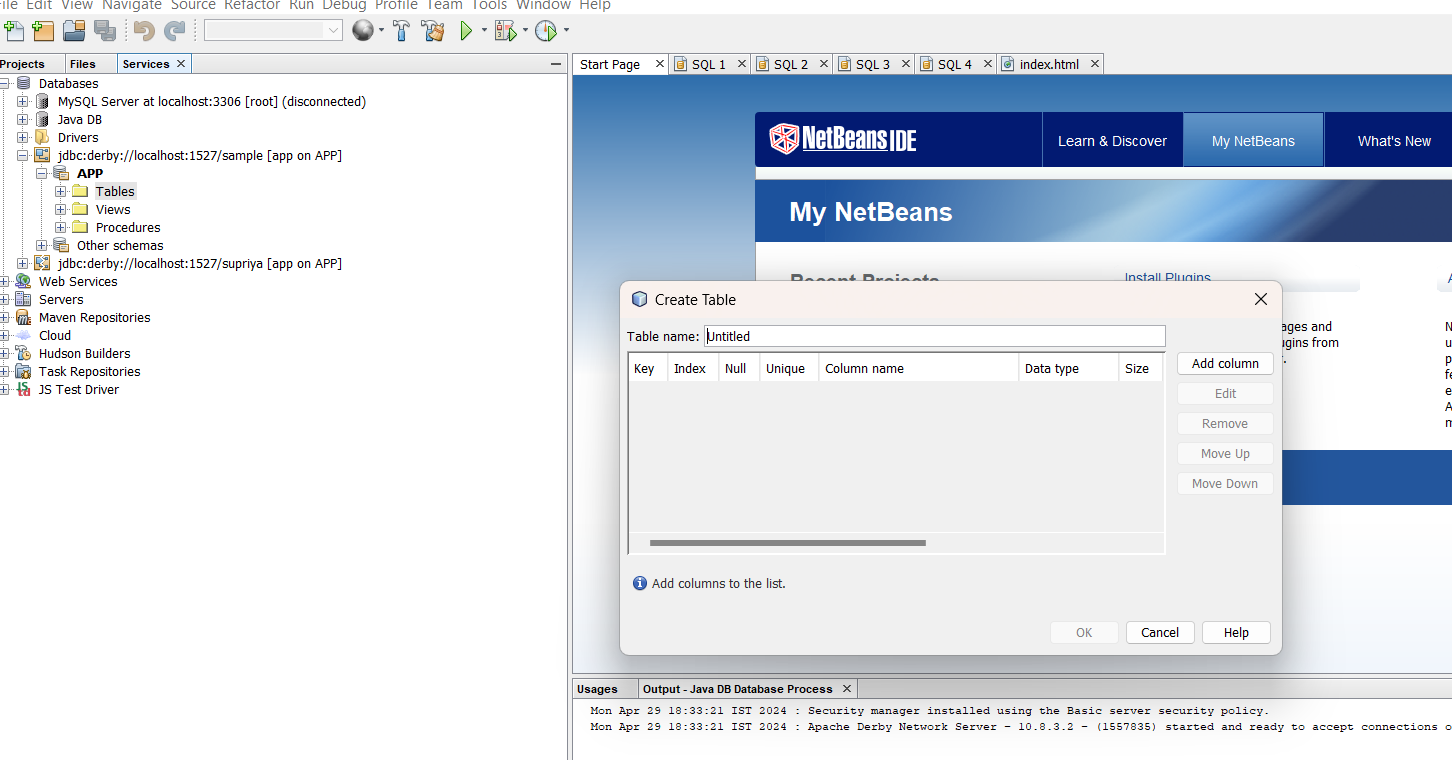 File Edit View Navigate Source Refactor Run Debug Profile Team Tools Window Help
Projects Files Services
Start Page SQL 1 SQL 2 SQL 3 SQL 4 index.html
Databases
MySQL Server at localhost:3306 [root] (disconnected)
Java DB
Drivers
jdbc:derby://localhost:1527/sample [app on APP]
APP
Tables
Views
Procedures
Other schemas
jdbc:derby://localhost:1527/supriya [app on APP]
Web Services
Servers
Maven Repositories
Cloud
Hudson Builders
Task Repositories
JS Test Driver
NetBeans IDE
Learn & Discover My NetBeans What's New
My NetBeans
Recent Projects Install Plugins
Create Table
Table name: Untitled
Key Index Null Unique Column name Data type Size
Add column
Edit
Remove
Move Up
Move Down
Add columns to the list.
OK Cancel Help
Usages Output - Java DB Database Process
Mon Apr 29 18:33:21 IST 2024 : Security manager installed using the Basic server security policy.
Mon Apr 29 18:33:21 IST 2024 : Apache Derby Network Server - 10.8.3.2 - (1557835) started and ready to accept connections o